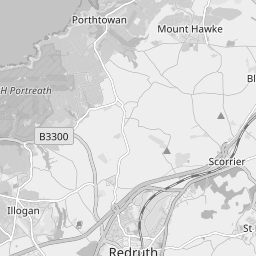 Porthtowan
Mount Hawke
Bl
H Portreath
B3300
Scorrier
Illogan
St
Redruth